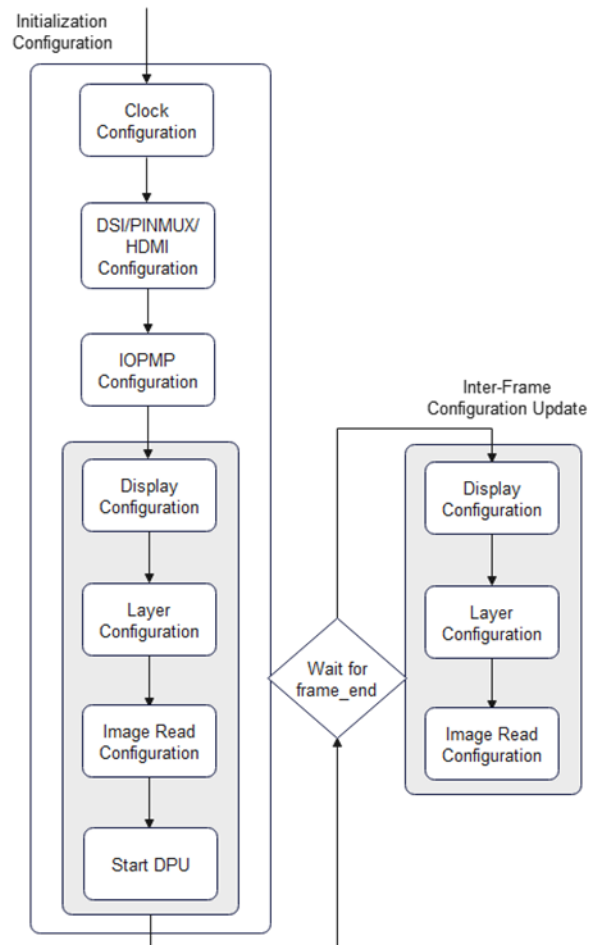 Initialization
Configuration
Clock
Configuration
DSI/PINMUX/
HDMI
Configuration
IOPMP
Configuration
Display
Configuration
Layer
Configuration
Image Read
Configuration
Start DPU
Wait for
frame_end
Inter-Frame
Configuration Update
Display
Configuration
Layer
Configuration
Image Read
Configuration